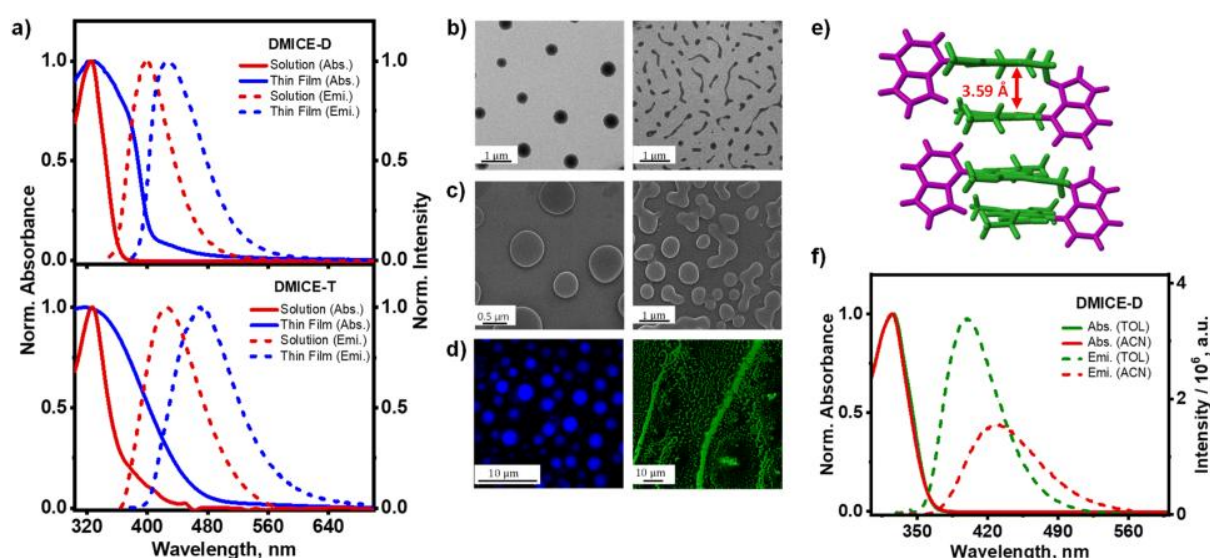 a)
DMICE-D
Solution (Abs.)
Thin Film (Abs.)
Solution (Emi.)
Thin Film (Emi.)
1.0
0.5
0.0
1.0
0.5
0.0
DMICE-T
Solution (Abs.)
Thin Film (Abs.)
Solutiion (Emi.)
Thin Film (Emi.)
1.0
0.5
0.0
1.0
0.5
0.0
Norm. Absorbance
Norm. Intensity
320 400 480 560 640
Wavelength, nm
b)
1 µm
1 µm
c)
0.5 µm
1 µm
d)
10 µm
10 µm
e)
3.59 Å
f)
DMICE-D
Abs. (TOL)
Abs. (ACN)
Emi. (TOL)
Emi. (ACN)
1.0
0.5
0.0
4
3
2
1
0
Norm. Absorbance
Intensity / 10⁶, a.u.
350 420 490 560
Wavelength, nm